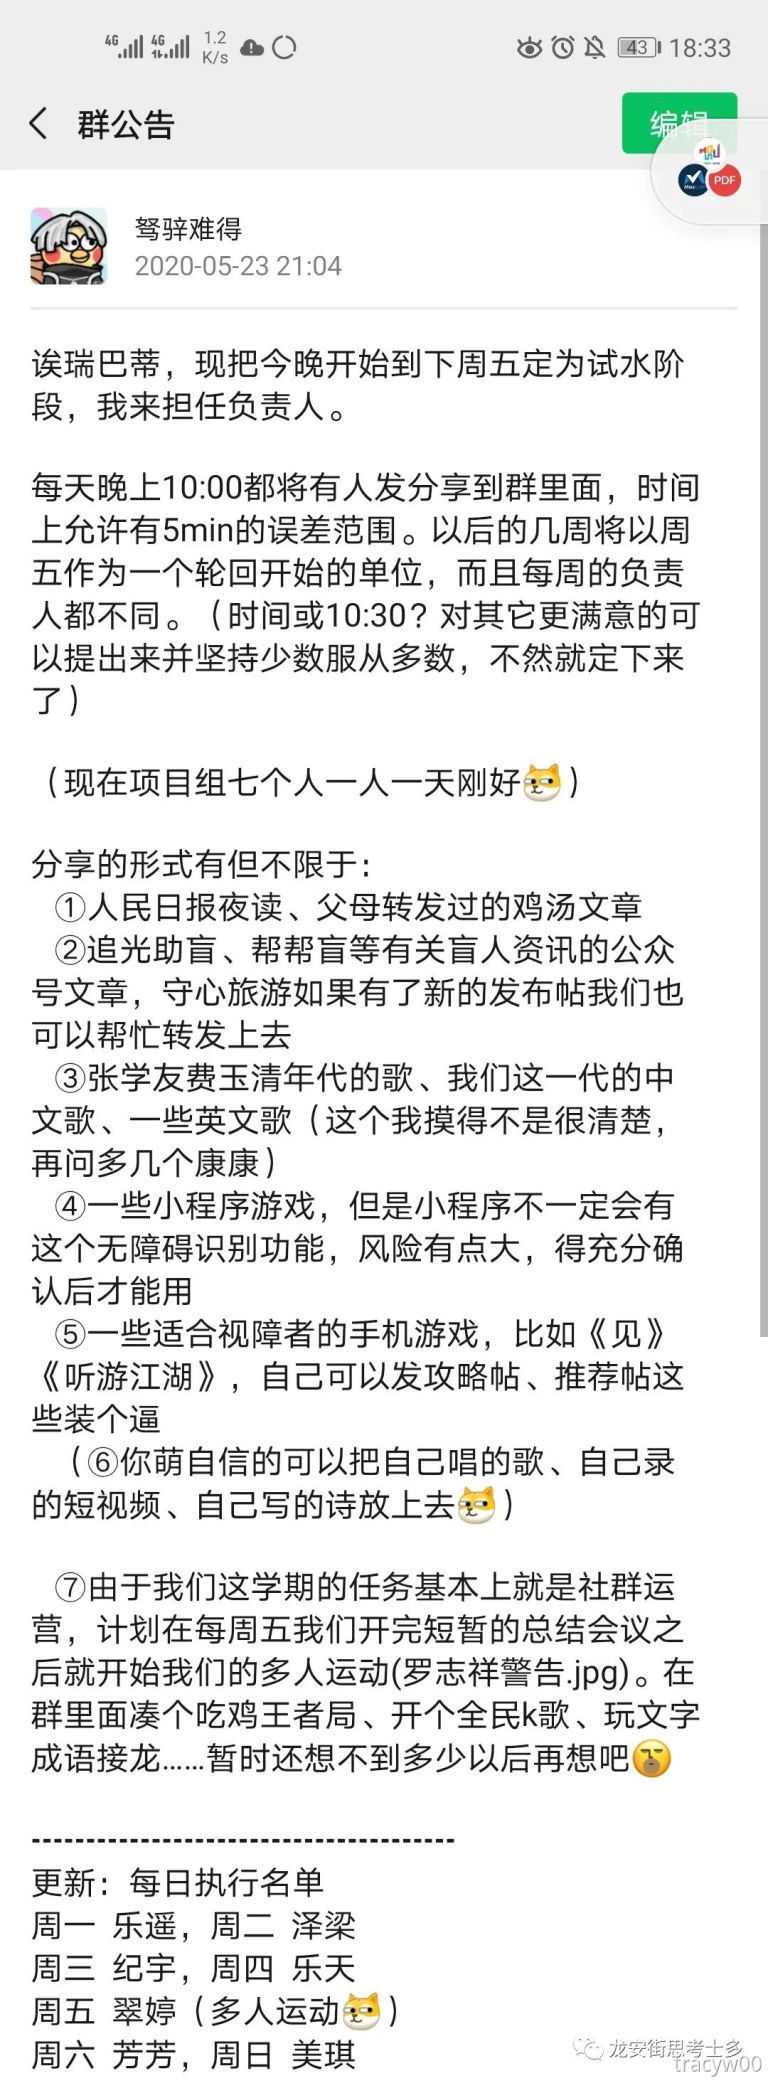 4G 4G 1.2 K/s 43 18:33
群公告
编辑
PDF
驽骍难得
2020-05-23 21:04
诶瑞巴蒂，现把今晚开始到下周五定为试水阶
段，我来担任负责人。
每天晚上10:00都将有人发分享到群里面，时间
上允许有5min的误差范围。以后的几周将以周
五作为一个轮回开始的单位，而且每周的负责
人都不同。（时间或10:30？对其它更满意的可
以提出来并坚持少数服从多数，不然就定下来
了）
（现在项目组七个人一人一天刚好）
分享的形式有但不限于：
①人民日报夜读、父母转发过的鸡汤文章
②追光助盲、帮帮盲等有关盲人资讯的公众
号文章，守心旅游如果有了新的发布帖我们也
可以帮忙转发上去
③张学友费玉清年代的歌、我们这一代的中
文歌、一些英文歌（这个我摸得不是很清楚，
再问多几个康康）
④一些小程序游戏，但是小程序不一定会有
这个无障碍识别功能，风险有点大，得充分确
认后才能用
⑤一些适合视障者的手机游戏，比如《见》
《听游江湖》，自己可以发攻略帖、推荐帖这
些装个逼
（⑥你萌自信的可以把自己唱的歌、自己录
的短视频、自己写的诗放上去）
⑦由于我们这学期的任务基本上就是社群运
营，计划在每周五我们开完短暂的总结会议之
后就开始我们的多人运动(罗志祥警告.jpg)。在
群里面凑个吃鸡王者局、开个全民k歌、玩文字
成语接龙……暂时还想不到多少以后再想吧
---------------------------------------
更新：每日执行名单
周一 乐遥，周二 泽梁
周三 纪宇，周四 乐天
周五 翠婷（多人运动）
周六 芳芳，周日 美琪
龙安街思考士多
tracyw00